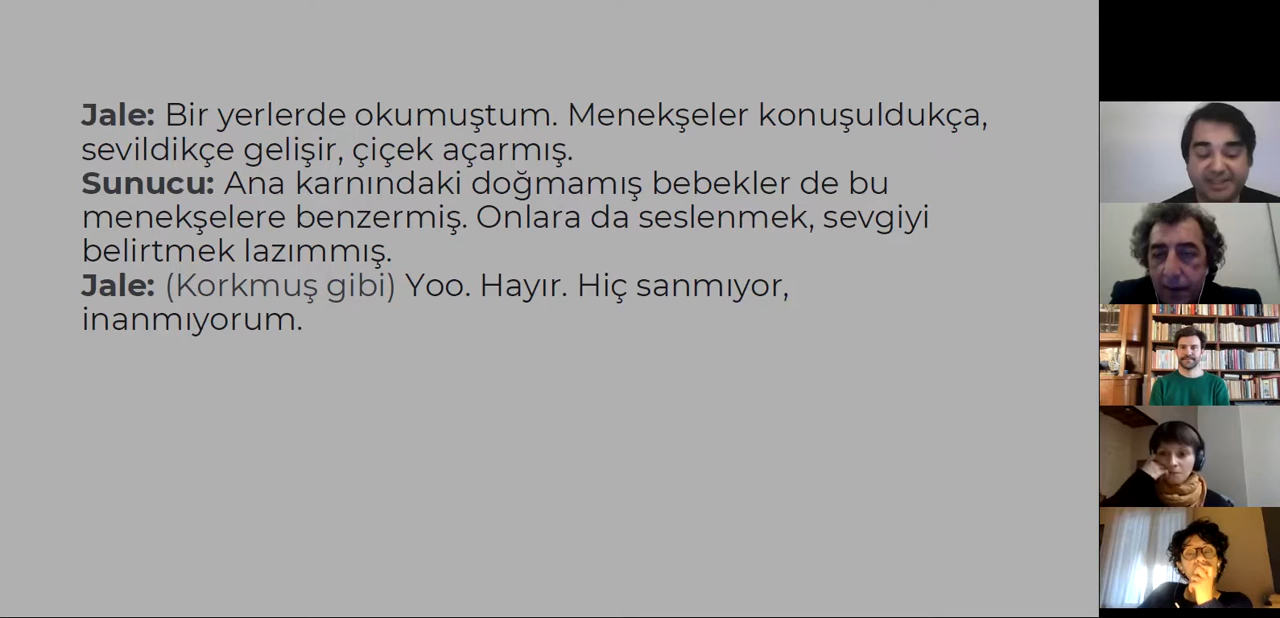 Jale: Bir yerlerde okumuştum. Menekşeler konuşuldukça,
sevildikçe gelişir, çiçek açarmış.
Sunucu: Ana karnındaki doğmamış bebekler de bu
menekşelere benzermiş. Onlara da seslenmek, sevgiyi
belirtmek lazımmış.
Jale: (Korkmuş gibi) Yoo. Hayır. Hiç sanmıyor,
inanmıyorum.